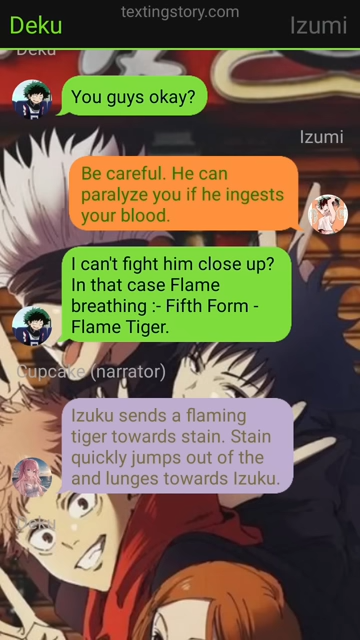 textingstory.com
Deku
Izumi
Deku
You guys okay?
Izumi
Be careful. He can
paralyze you if he ingests
your blood.
I can't fight him close up?
In that case Flame
breathing :- Fifth Form -
Flame Tiger.
Cupcake (narrator)
Izuku sends a flaming
tiger towards stain. Stain
quickly jumps out of the
and lunges towards Izuku.
Deku